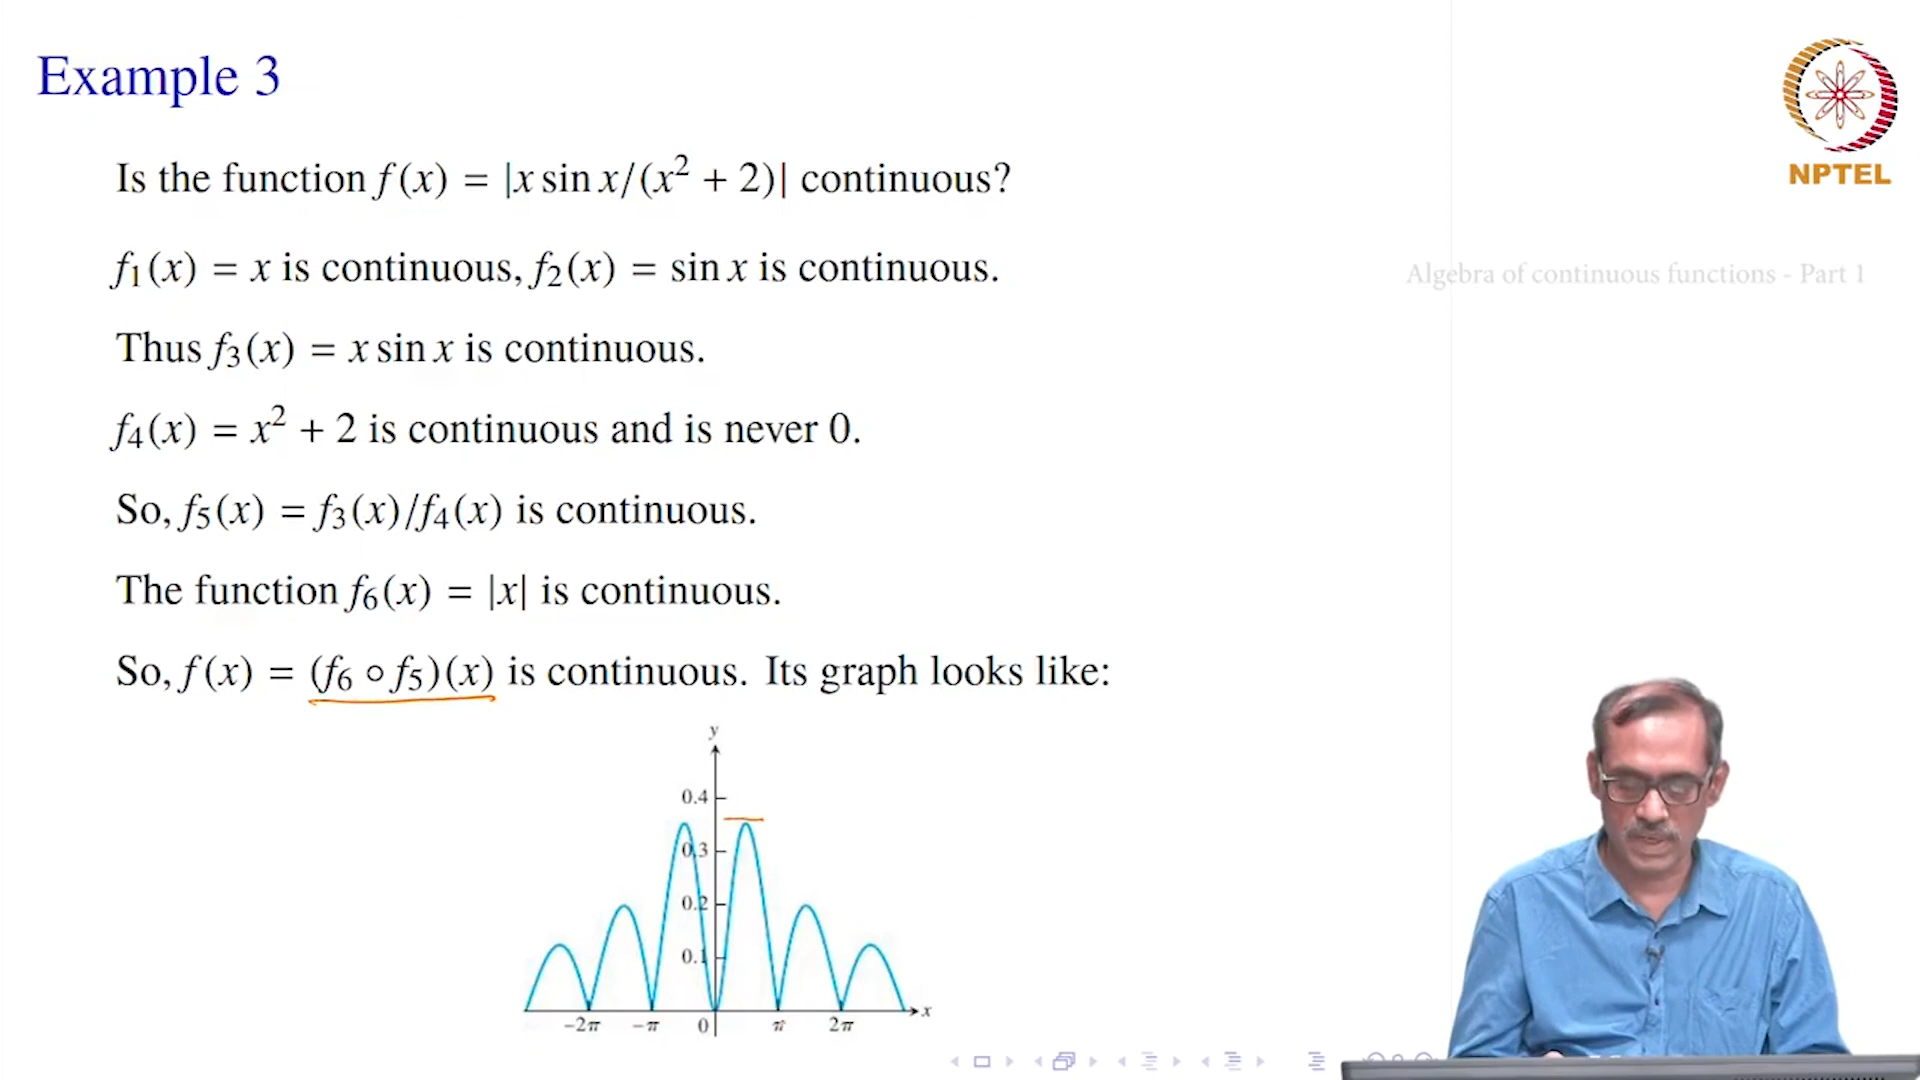 Example 3
NPTEL
Is the function f(x) = |x sin x/(x² + 2)| continuous?
f₁(x) = x is continuous, f₂(x) = sin x is continuous.
Algebra of continuous functions - Part 1
Thus f₃(x) = x sin x is continuous.
f₄(x) = x² + 2 is continuous and is never 0.
So, f₅(x) = f₃(x)/f₄(x) is continuous.
The function f₆(x) = |x| is continuous.
So, f(x) = (f₆ ∘ f₅)(x) is continuous. Its graph looks like:
y
0.4
0.3
0.2
0.1
x
−2π −π 0 π 2π